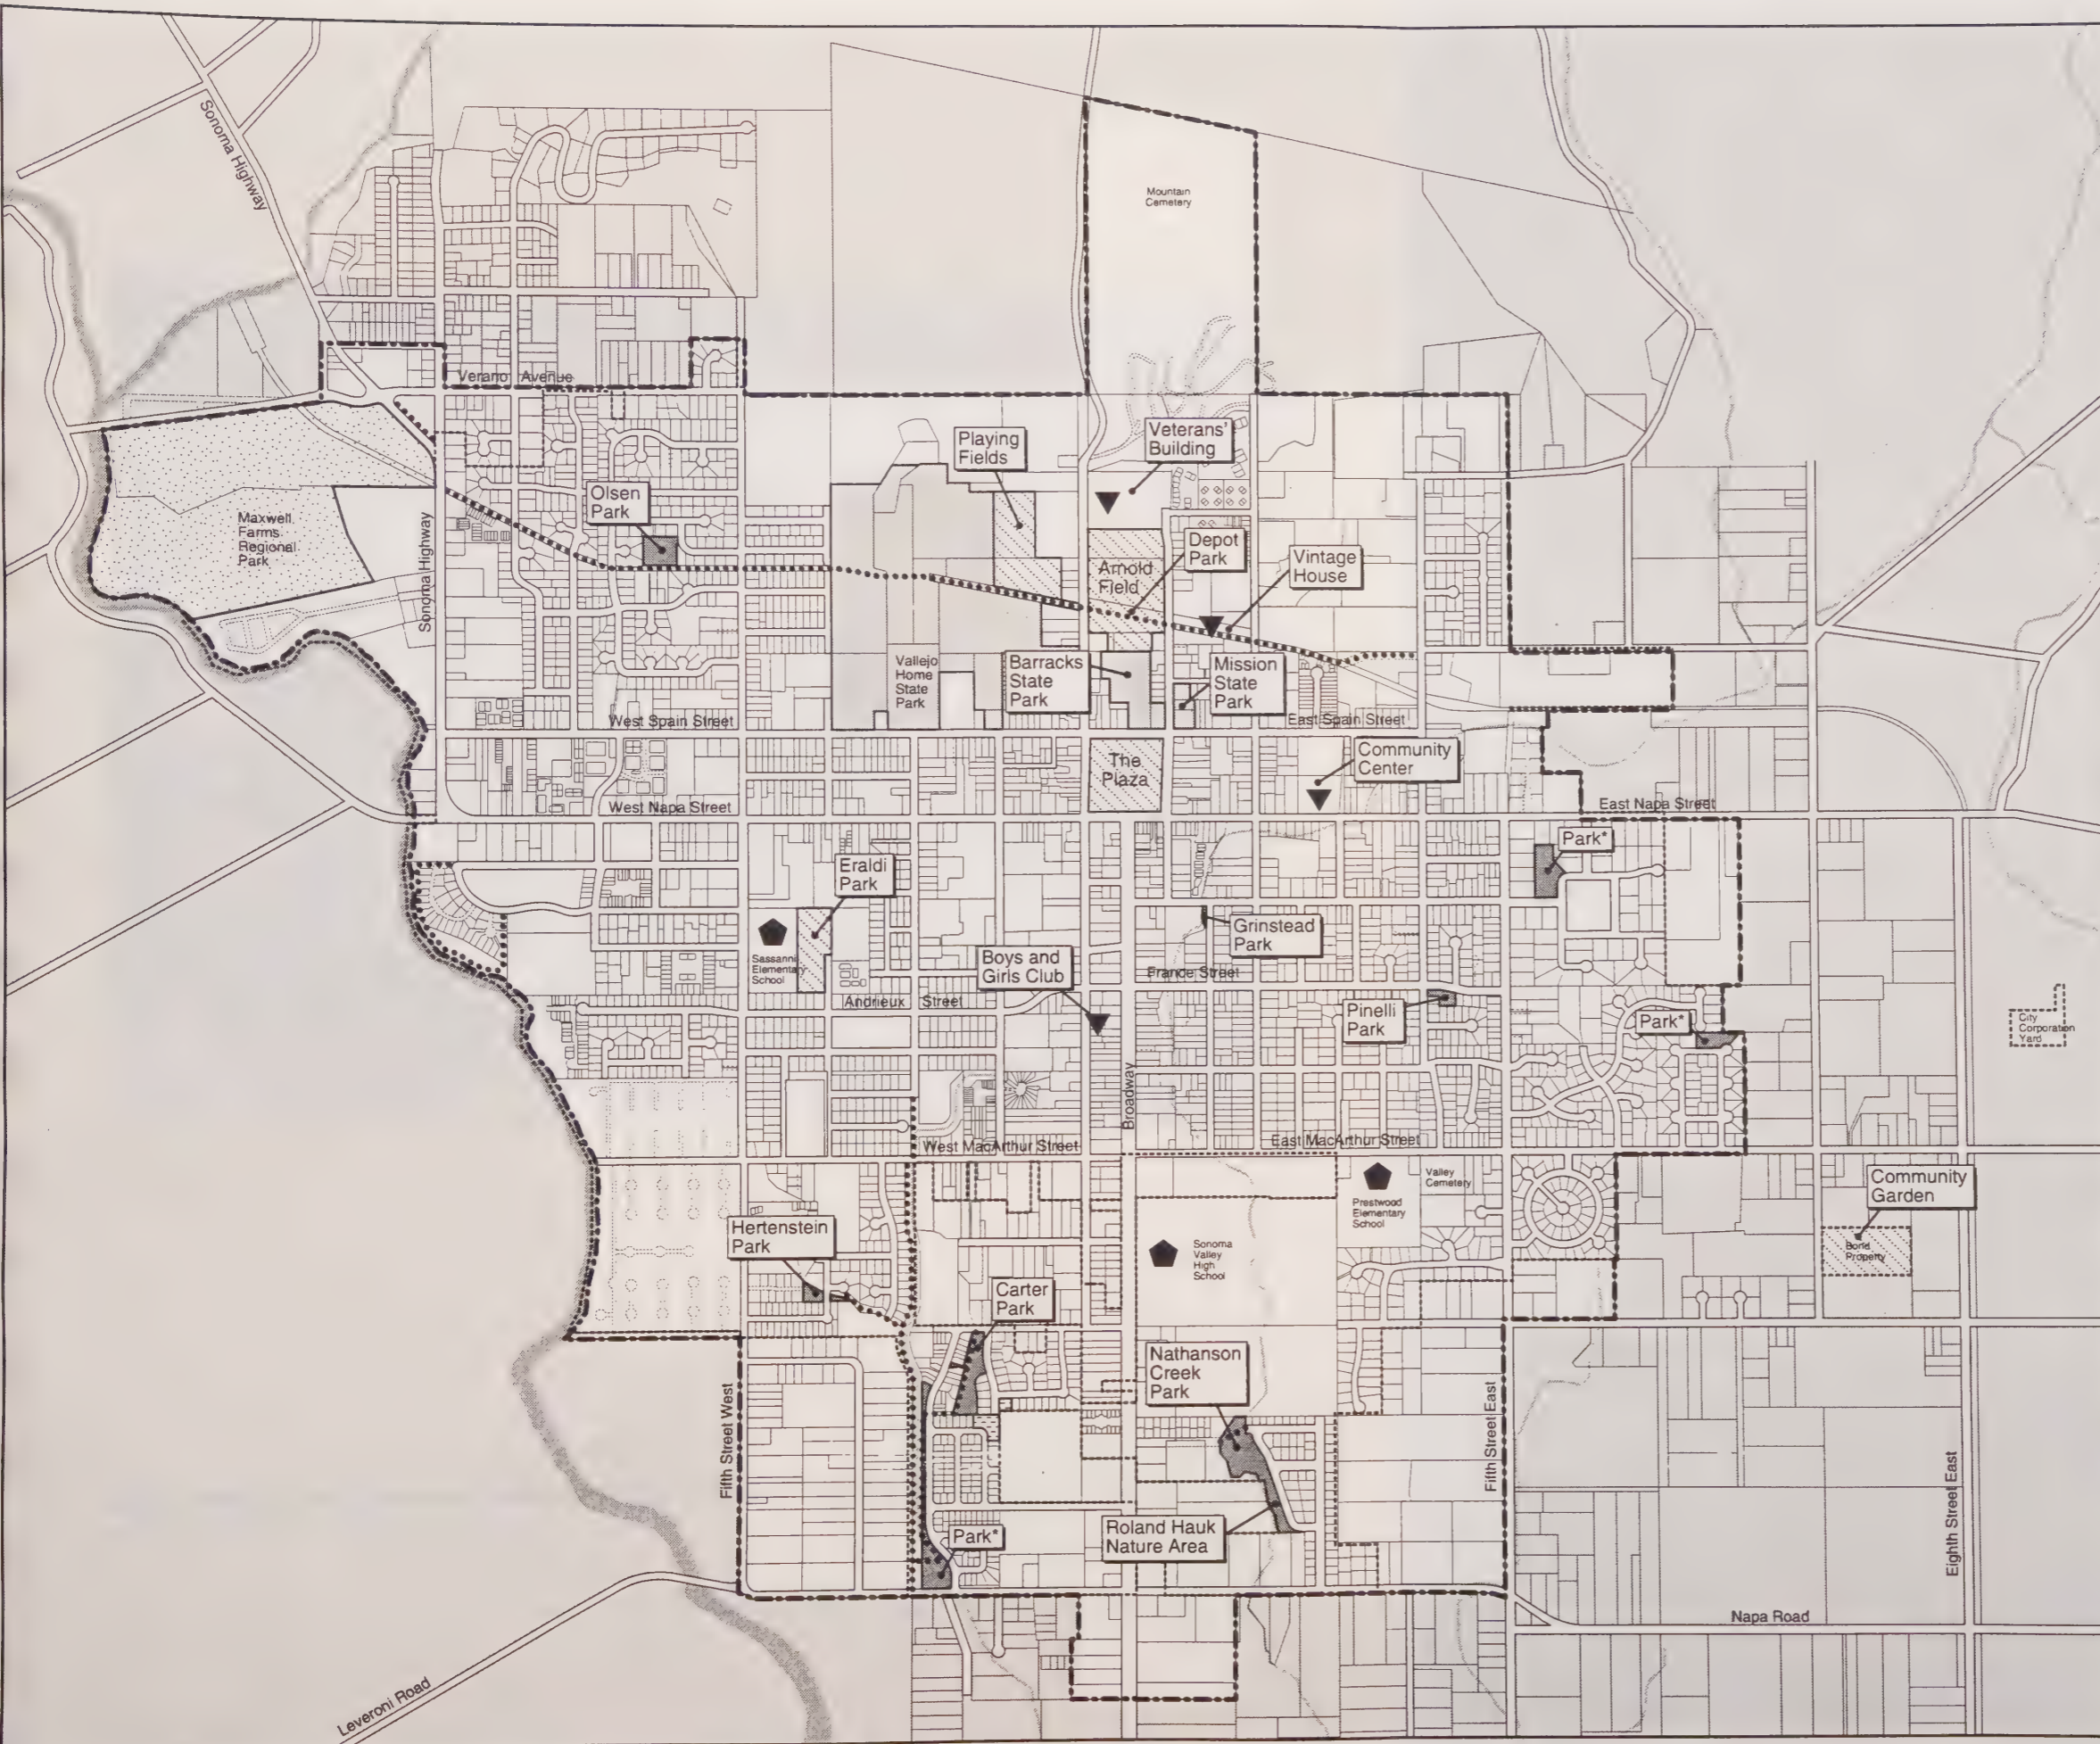 Sonoma Highway
Mountain
Cemetery
Verano Avenue
Playing
Fields
Veterans'
Building
Olsen
Park
Maxwell
Farms
Regional
Park
Sonoma Highway
Depot
Park
Arnold
Field
Vintage
House
Vallejo
Home
State
Park
Barracks
State
Park
Mission
State
Park
West Spain Street
East Spain Street
The
Plaza
Community
Center
West Napa Street
East Napa Street
Park*
Eraldi
Park
Grinstead
Park
Sassanni
Elementary
School
Boys and
Girls Club
France Street
Andrieux Street
Pinelli
Park
Park*
City
Corporation
Yard
Broadway
West MacArthur Street
East MacArthur Street
Prestwood
Elementary
School
Valley
Cemetery
Community
Garden
Bond
Property
Hertenstein
Park
Sonoma
Valley
High
School
Carter
Park
Nathanson
Creek
Park
Fifth Street West
Fifth Street East
Eighth Street East
Roland Hauk
Nature Area
Park*
Napa Road
Leveroni Road